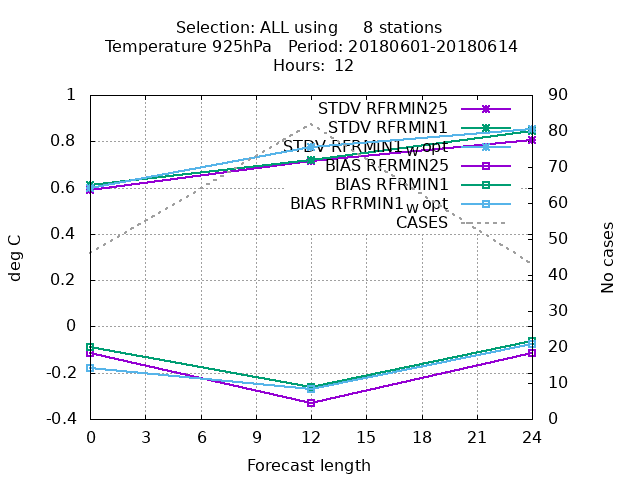 Selection: ALL using 8 stations
Temperature 925hPa Period: 20180601-20180614
Hours: 12
1
0.8
0.6
0.4
0.2
0
-0.2
-0.4
deg C
90
80
70
60
50
40
30
20
10
0
No cases
STDV RFRMIN25
STDV RFRMIN1
STDV RFRMIN1_w opt
BIAS RFRMIN25
BIAS RFRMIN1
BIAS RFRMIN1_w opt
CASES
0 3 6 9 12 15 18 21 24
Forecast length